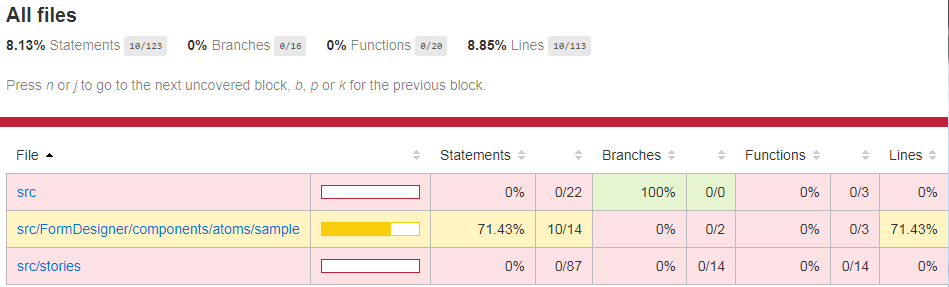 All files
8.13% Statements 10/123 0% Branches 0/16 0% Functions 0/20 8.85% Lines 10/113
Press n or j to go to the next uncovered block, b, p or k for the previous block.
File Statements Branches Functions Lines
src 0% 0/22 100% 0/0 0% 0/3 0%
src/FormDesigner/components/atoms/sample 71.43% 10/14 0% 0/2 0% 0/3 71.43%
src/stories 0% 0/87 0% 0/14 0% 0/14 0%